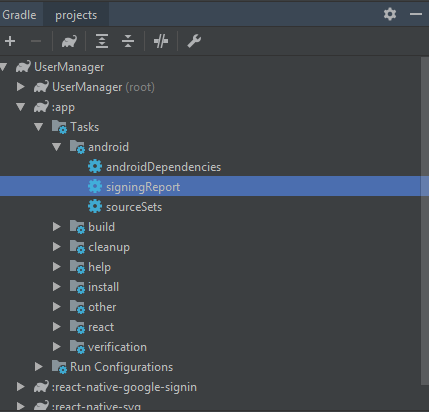 Gradle projects
UserManager
UserManager (root)
:app
Tasks
android
androidDependencies
signingReport
sourceSets
build
cleanup
help
install
other
react
verification
Run Configurations
:react-native-google-signin
:react-native-svg